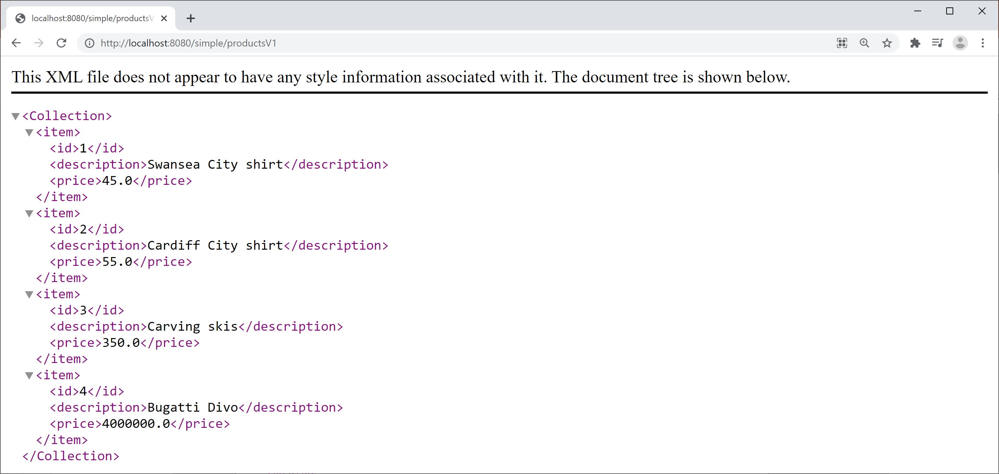 localhost:8080/simple/productsV
http://localhost:8080/simple/productsV1
This XML file does not appear to have any style information associated with it. The document tree is shown below.
<Collection>
<item>
<id>1</id>
<description>Swansea City shirt</description>
<price>45.0</price>
</item>
<item>
<id>2</id>
<description>Cardiff City shirt</description>
<price>55.0</price>
</item>
<item>
<id>3</id>
<description>Carving skis</description>
<price>350.0</price>
</item>
<item>
<id>4</id>
<description>Bugatti Divo</description>
<price>4000000.0</price>
</item>
</Collection>